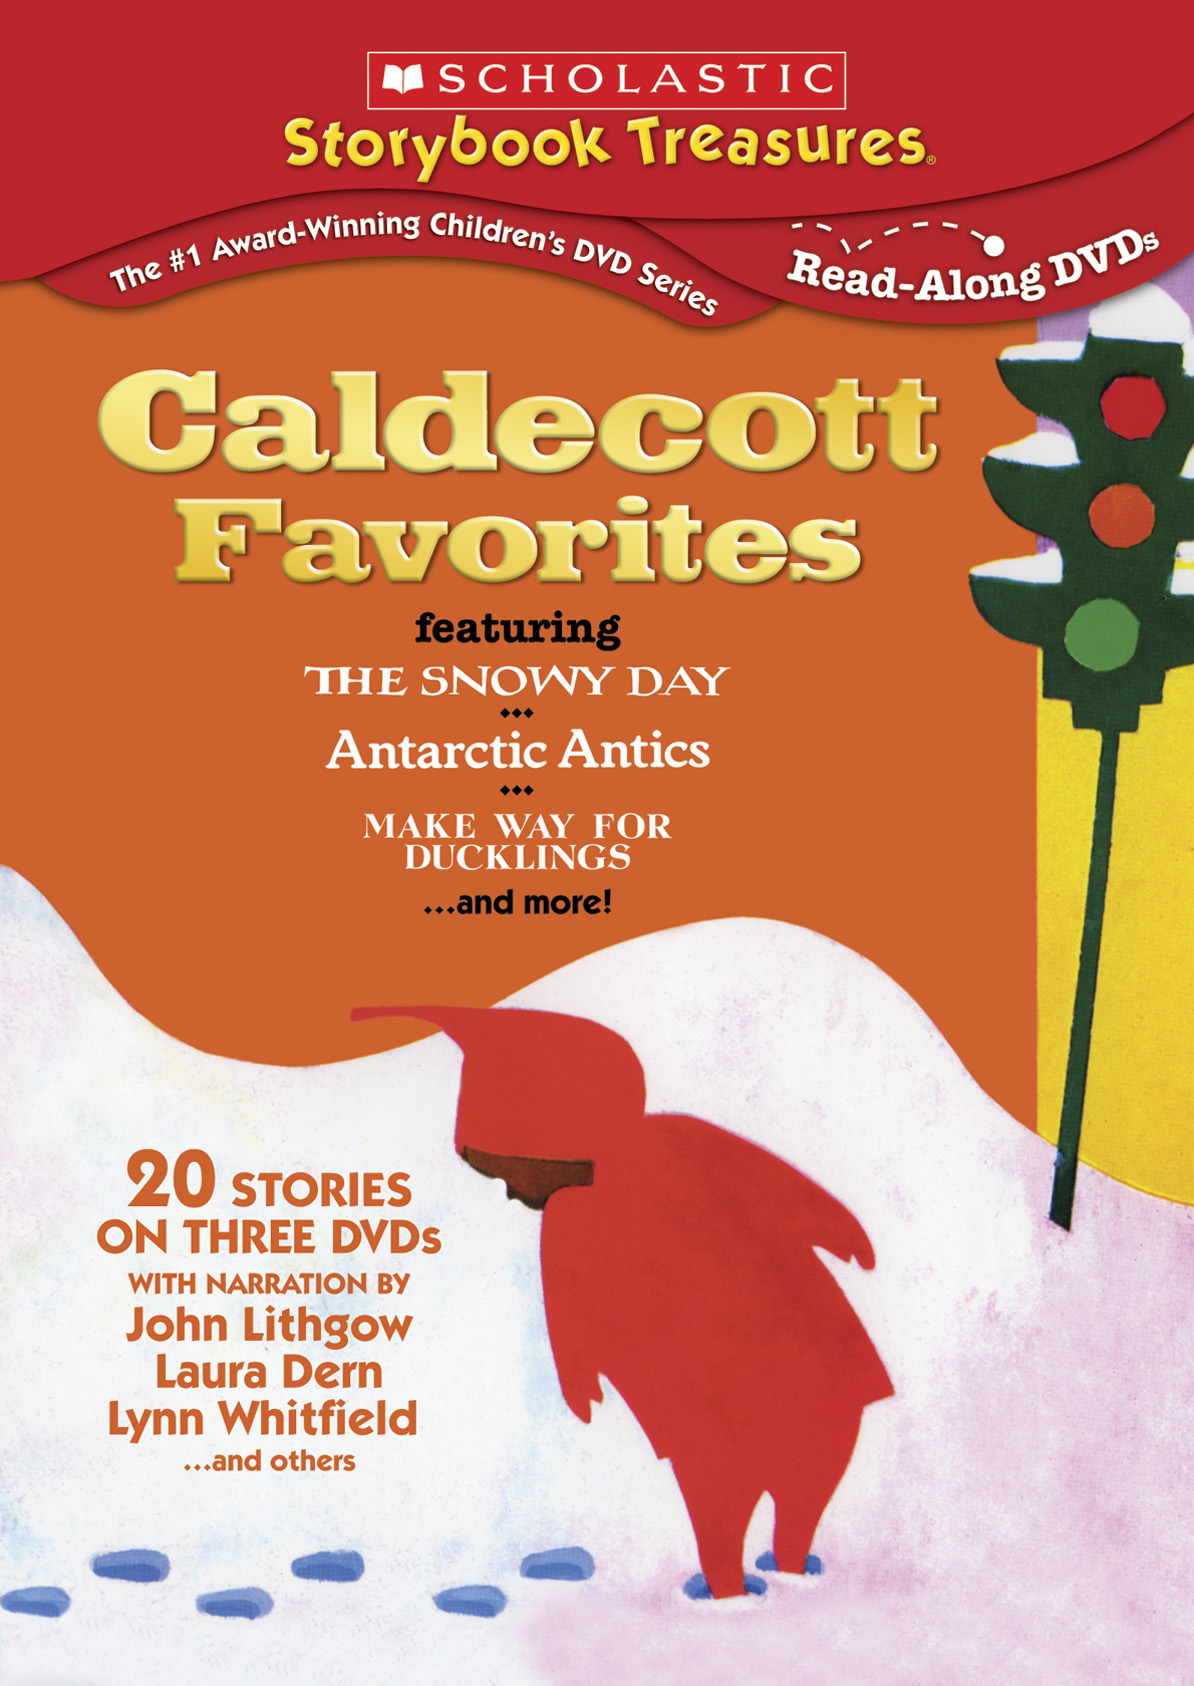 SCHOLASTIC
Storybook Treasures®
The #1 Award-Winning Children's DVD Series
Read-Along DVDs
Caldecott
Favorites
featuring
THE SNOWY DAY
Antarctic Antics
MAKE WAY FOR
DUCKLINGS
...and more!
20 STORIES
ON THREE DVDs
WITH NARRATION BY
John Lithgow
Laura Dern
Lynn Whitfield
...and others